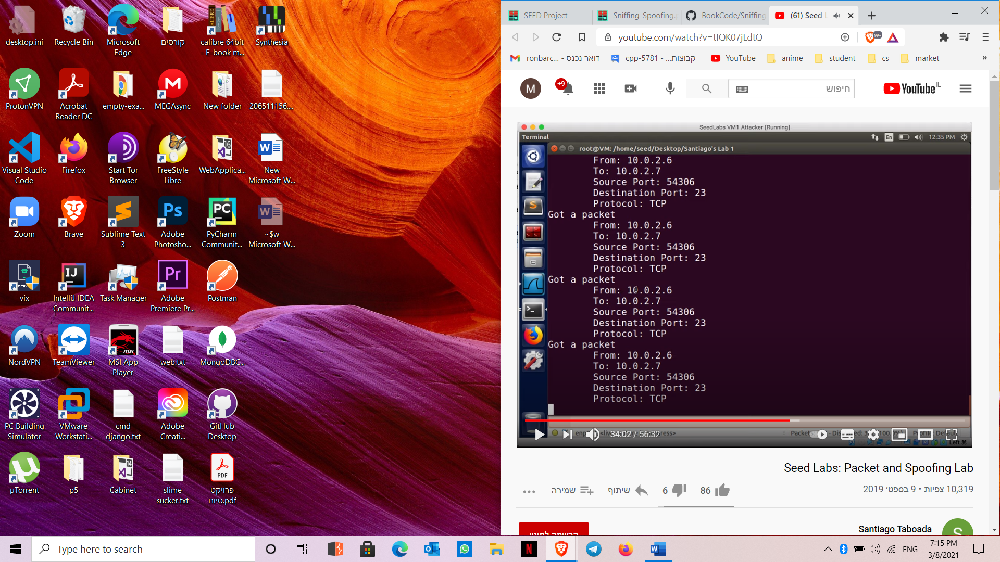 desktop.ini
Recycle Bin
Microsoft
Edge
קורסים
calibre 64bit
- E-book m...
Synthesia
ProtonVPN
Acrobat
Reader DC
empty-exa...
MEGAsync
New folder
206511156....
Visual Studio
Code
Firefox
Start Tor
Browser
FreeStyle
Libre
WebApplica...
New
Microsoft W...
Zoom
Brave
Sublime Text
3
Adobe
Photosho...
PyCharm
Communit...
~$w
Microsoft W...
vix
IntelliJ IDEA
Communit...
Task Manager
Adobe
Premiere Pr...
Postman
NordVPN
TeamViewer
MSI App
Player
web.txt
MongoDBC...
PC Building
Simulator
VMware
Workstati...
cmd
django.txt
Adobe
Creati...
GitHub
Desktop
µTorrent
p5
Cabinet
slime
sucker.txt
פרויקט
סיום.pdf
SEED Project
Sniffing_Spoofing.p
BookCode/Sniffing
(61) Seed L
youtube.com/watch?v=tIQK07jLdtQ
99+
ronbarc... - דואר נכנס
cpp-5781 - ...קבוצות
YouTube
anime
student
cs
market
»
M
+9
חיפוש
YouTube IL
SeedLabs VM1 Attacker [Running]
Terminal
En
12:35 PM
root@VM: /home/seed/Desktop/Santiago's Lab 1
From: 10.0.2.6
To: 10.0.2.7
Source Port: 54306
Destination Port: 23
Protocol: TCP
Got a packet
From: 10.0.2.6
To: 10.0.2.7
Source Port: 54306
Destination Port: 23
Protocol: TCP
Got a packet
From: 10.0.2.6
To: 10.0.2.7
Source Port: 54306
Destination Port: 23
Protocol: TCP
Got a packet
From: 10.0.2.6
To: 10.0.2.7
Source Port: 54306
Destination Port: 23
Protocol: TCP
34:02 / 56:32
Left ⌘
Seed Labs: Packet and Spoofing Lab
10,319 צפיות • 9 בספט׳ 2019
86
6
שיתוף
שמירה
Santiago Taboada
S
Type here to search
ENG
7:15 PM
3/8/2021